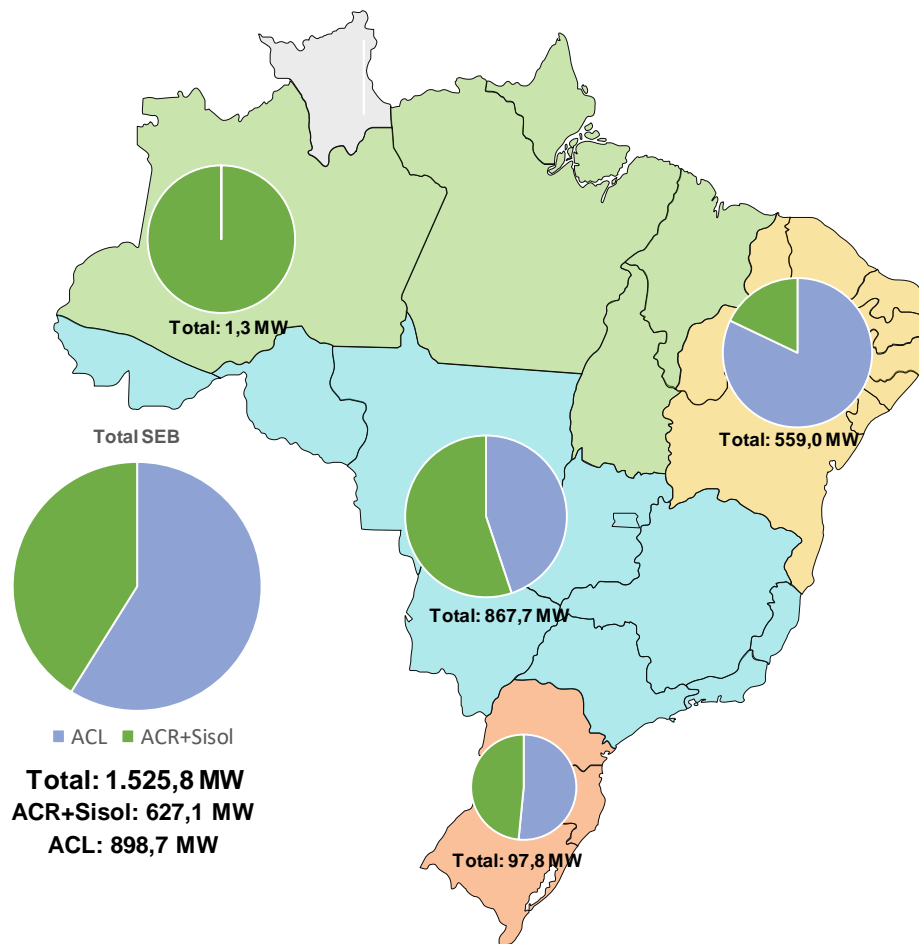 Total: 1,3 MW
Total: 559,0 MW
Total SEB
Total: 867,7 MW
ACL ACR+Sisol
Total: 1.525,8 MW
ACR+Sisol: 627,1 MW
ACL: 898,7 MW
Total: 97,8 MW